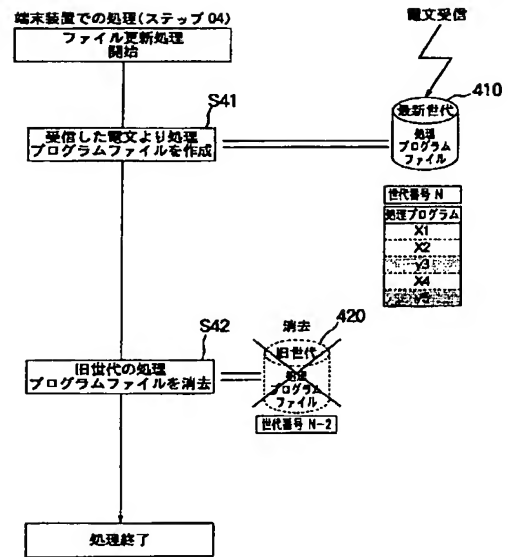 端末装置での処理(ステップ04)
ファイル更新処理
開始
電文受信
S41
受信した電文より処理
プログラムファイルを作成
410
最新世代
処理
プログラム
ファイル
世代番号 N
処理プログラム
X1
X2
y3
X4
y5
S42
旧世代の処理
プログラムファイルを消去
消去
420
旧世代
処理
プログラム
ファイル
世代番号 N-2
処理終了